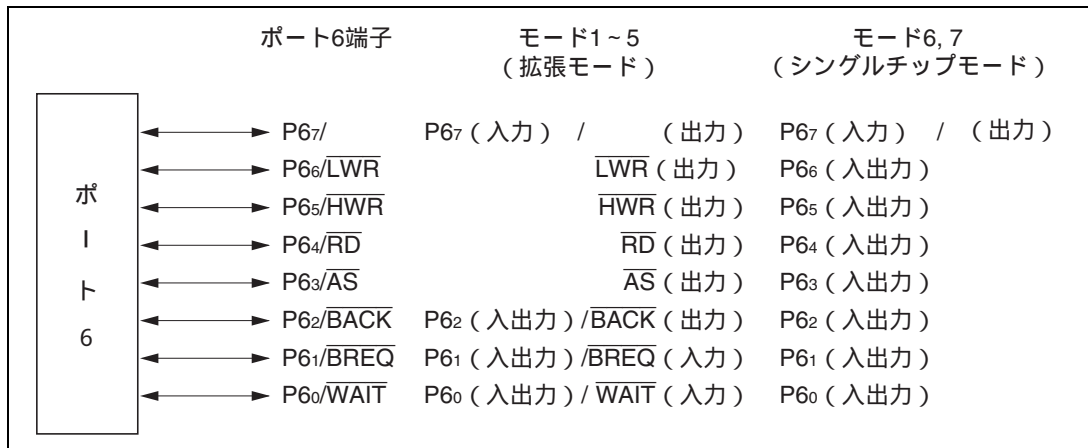 ポート6端子 モード1~5 モード6, 7
(拡張モード) (シングルチップモード)
P67/ P67(入力) / (出力) P67(入力) / (出力)
P66/LWR LWR(出力) P66(入出力)
P65/HWR HWR(出力) P65(入出力)
P64/RD RD(出力) P64(入出力)
P63/AS AS(出力) P63(入出力)
P62/BACK P62(入出力)/BACK(出力) P62(入出力)
P61/BREQ P61(入出力)/BREQ(入力) P61(入出力)
P60/WAIT P60(入出力)/ WAIT(入力) P60(入出力)
ポート6